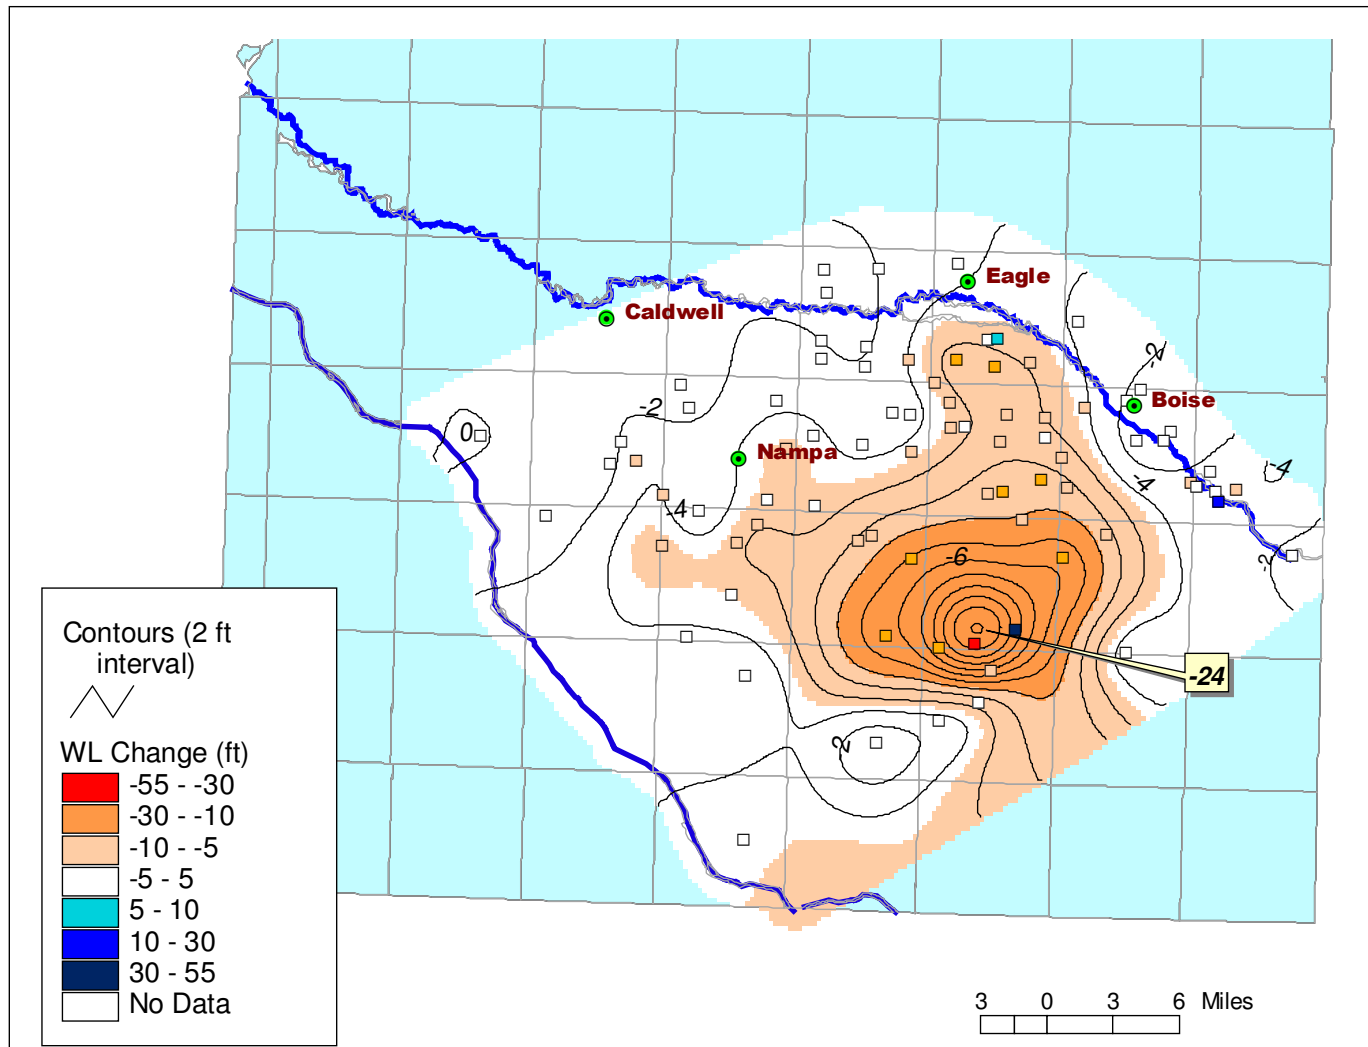 Eagle
Caldwell
-2
-2
Boise
0
Nampa
-4
-4
-4
-6
-2
-24
2
Contours (2 ft
interval)
WL Change (ft)
-55 - -30
-30 - -10
-10 - -5
-5 - 5
5 - 10
10 - 30
30 - 55
No Data
3 0 3 6 Miles